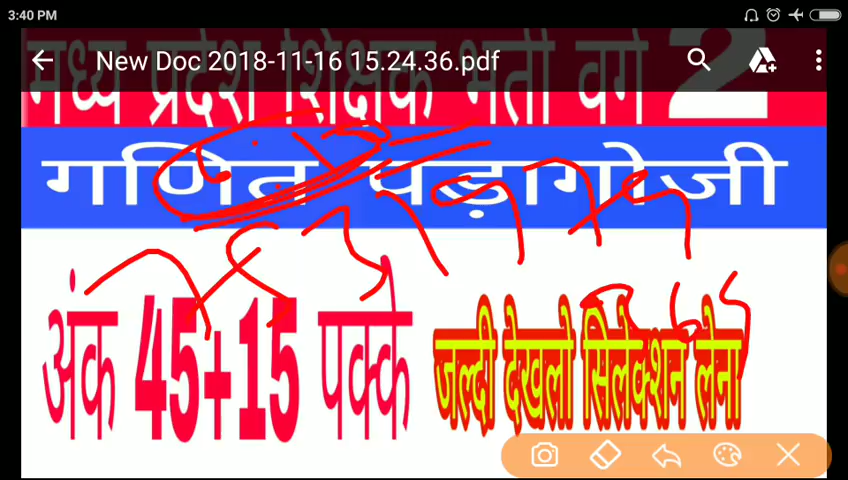 3:40 PM
New Doc 2018-11-16 15.24.36.pdf
मध्य प्रदेश शिक्षक भर्ती वर्ग 2
गणित पेड़ागोजी
अंक 45+15 पक्के
जल्दी देखलो सिलेक्शन लेना